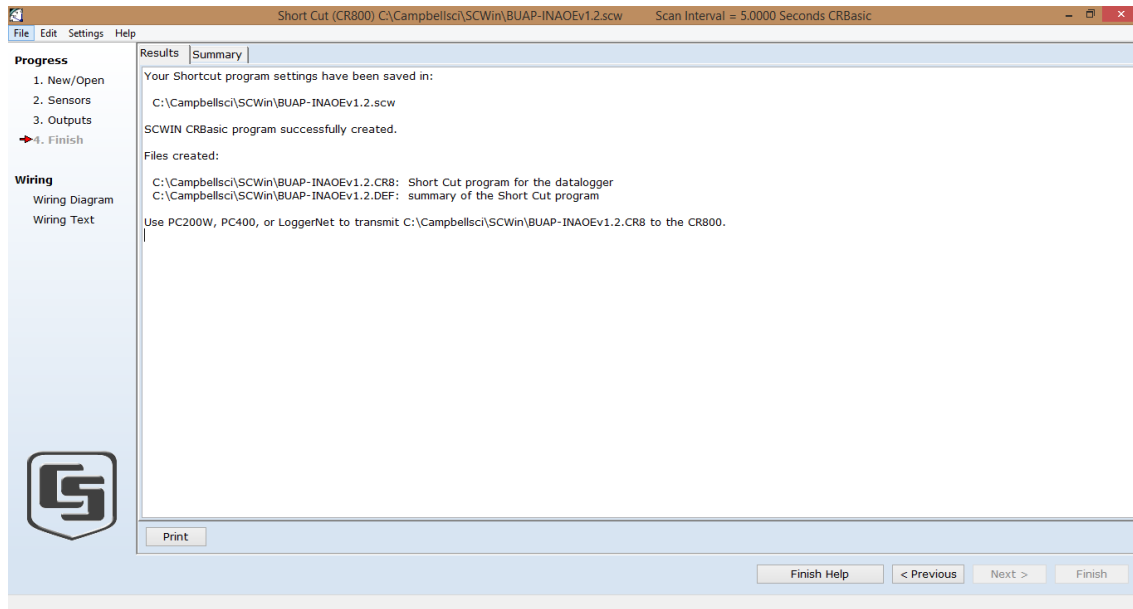 Short Cut (CR800) C:\Campbellsci\SCWin\BUAP-INAOEv1.2.scw Scan Interval = 5.0000 Seconds CRBasic
File Edit Settings Help
Progress
1. New/Open
2. Sensors
3. Outputs
4. Finish
Wiring
Wiring Diagram
Wiring Text
Results Summary
Your Shortcut program settings have been saved in:
C:\Campbellsci\SCWin\BUAP-INAOEv1.2.scw
SCWIN CRBasic program successfully created.
Files created:
C:\Campbellsci\SCWin\BUAP-INAOEv1.2.CR8: Short Cut program for the datalogger
C:\Campbellsci\SCWin\BUAP-INAOEv1.2.DEF: summary of the Short Cut program
Use PC200W, PC400, or LoggerNet to transmit C:\Campbellsci\SCWin\BUAP-INAOEv1.2.CR8 to the CR800.
Print
Finish Help < Previous Next > Finish